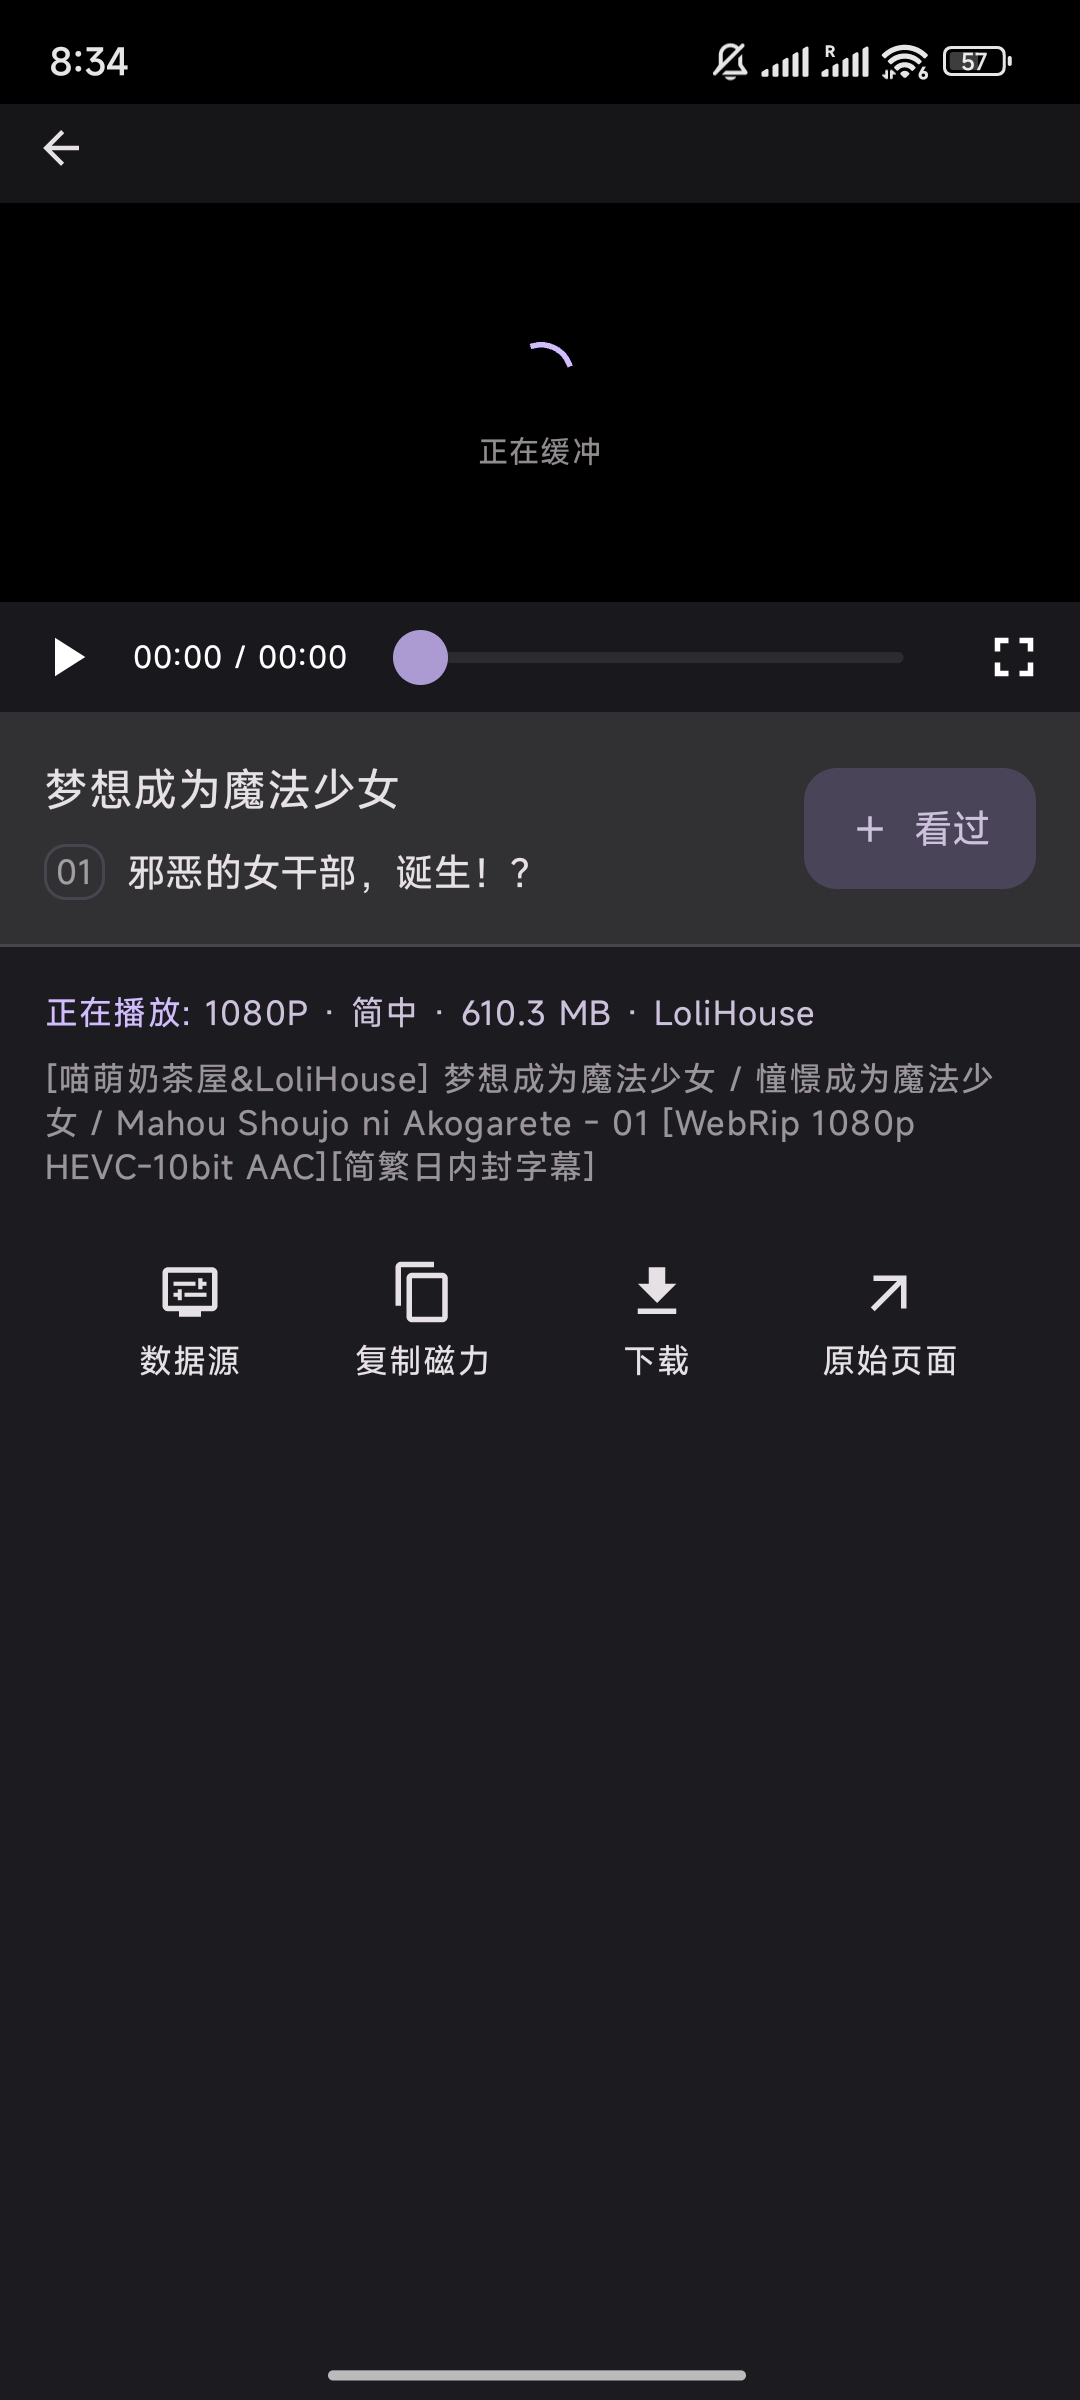 8:34
R
6
57
正在缓冲
00:00 / 00:00
梦想成为魔法少女
01 邪恶的女干部，诞生！？
+ 看过
正在播放: 1080P · 简中 · 610.3 MB · LoliHouse
[喵萌奶茶屋&LoliHouse] 梦想成为魔法少女 / 憧憬成为魔法少
女 / Mahou Shoujo ni Akogarete - 01 [WebRip 1080p
HEVC-10bit AAC][简繁日内封字幕]
数据源
复制磁力
下载
原始页面